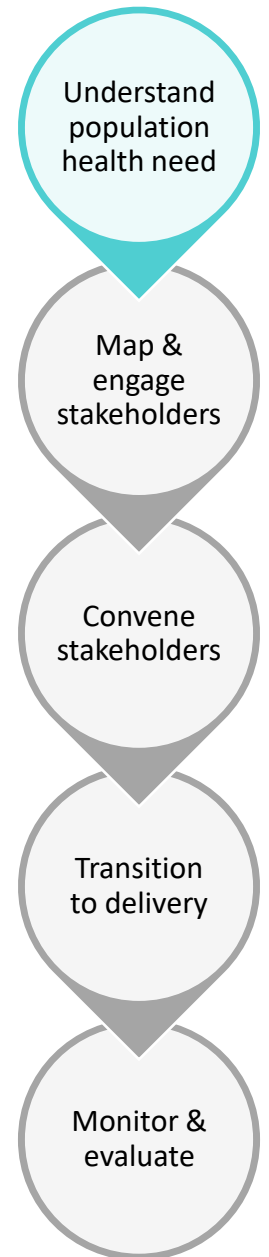 Understand
population
health need
Map &
engage
stakeholders
Convene
stakeholders
Transition
to delivery
Monitor &
evaluate